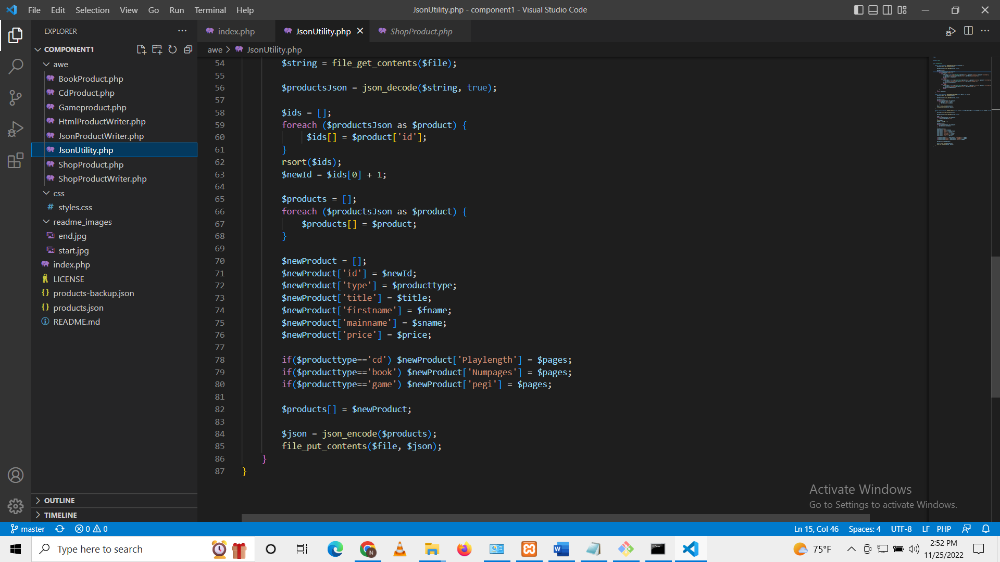 File Edit Selection View Go Run Terminal Help
JsonUtility.php - component1 - Visual Studio Code
EXPLORER
COMPONENT1
awe
BookProduct.php
CdProduct.php
Gameproduct.php
HtmlProductWriter.php
JsonProductWriter.php
JsonUtility.php
ShopProduct.php
ShopProductWriter.php
css
styles.css
readme_images
end.jpg
start.jpg
index.php
LICENSE
products-backup.json
products.json
README.md
OUTLINE
TIMELINE
index.php
JsonUtility.php
ShopProduct.php
awe > JsonUtility.php
54 $string = file_get_contents($file);
55
56 $productsJson = json_decode($string, true);
57
58 $ids = [];
59 foreach ($productsJson as $product) {
60 $ids[] = $product['id'];
61 }
62 rsort($ids);
63 $newId = $ids[0] + 1;
64
65 $products = [];
66 foreach ($productsJson as $product) {
67 $products[] = $product;
68 }
69
70 $newProduct = [];
71 $newProduct['id'] = $newId;
72 $newProduct['type'] = $producttype;
73 $newProduct['title'] = $title;
74 $newProduct['firstname'] = $fname;
75 $newProduct['mainname'] = $sname;
76 $newProduct['price'] = $price;
77
78 if($producttype=='cd') $newProduct['Playlength'] = $pages;
79 if($producttype=='book') $newProduct['Numpages'] = $pages;
80 if($producttype=='game') $newProduct['pegi'] = $pages;
81
82 $products[] = $newProduct;
83
84 $json = json_encode($products);
85 file_put_contents($file, $json);
86 }
87 }
Activate Windows
Go to Settings to activate Windows.
master 0 0 Ln 15, Col 46 Spaces: 4 UTF-8 LF PHP
Type here to search
N
W
75°F
2:52 PM
11/25/2022